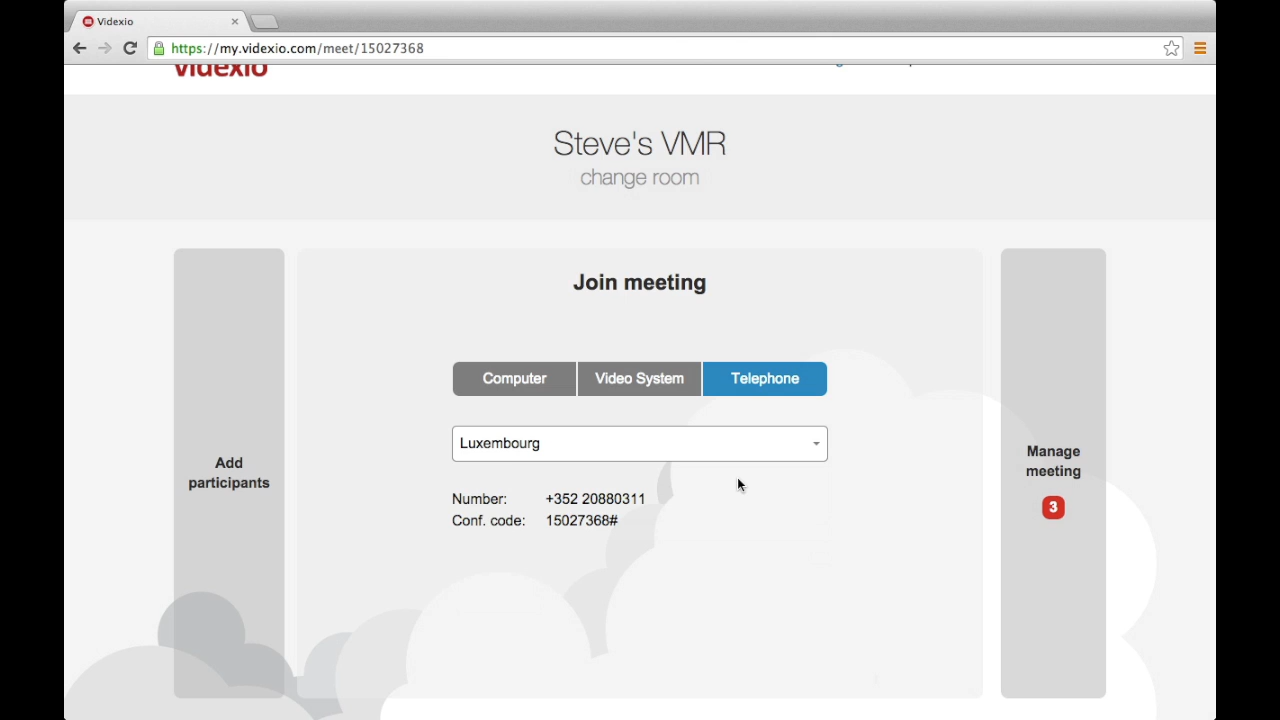 Videxio
https://my.videxio.com/meet/15027368
videxio
Steve's VMR
change room
Join meeting
Computer
Video System
Telephone
Luxembourg
Number: +352 20880311
Conf. code: 15027368#
Add
participants
Manage
meeting
3